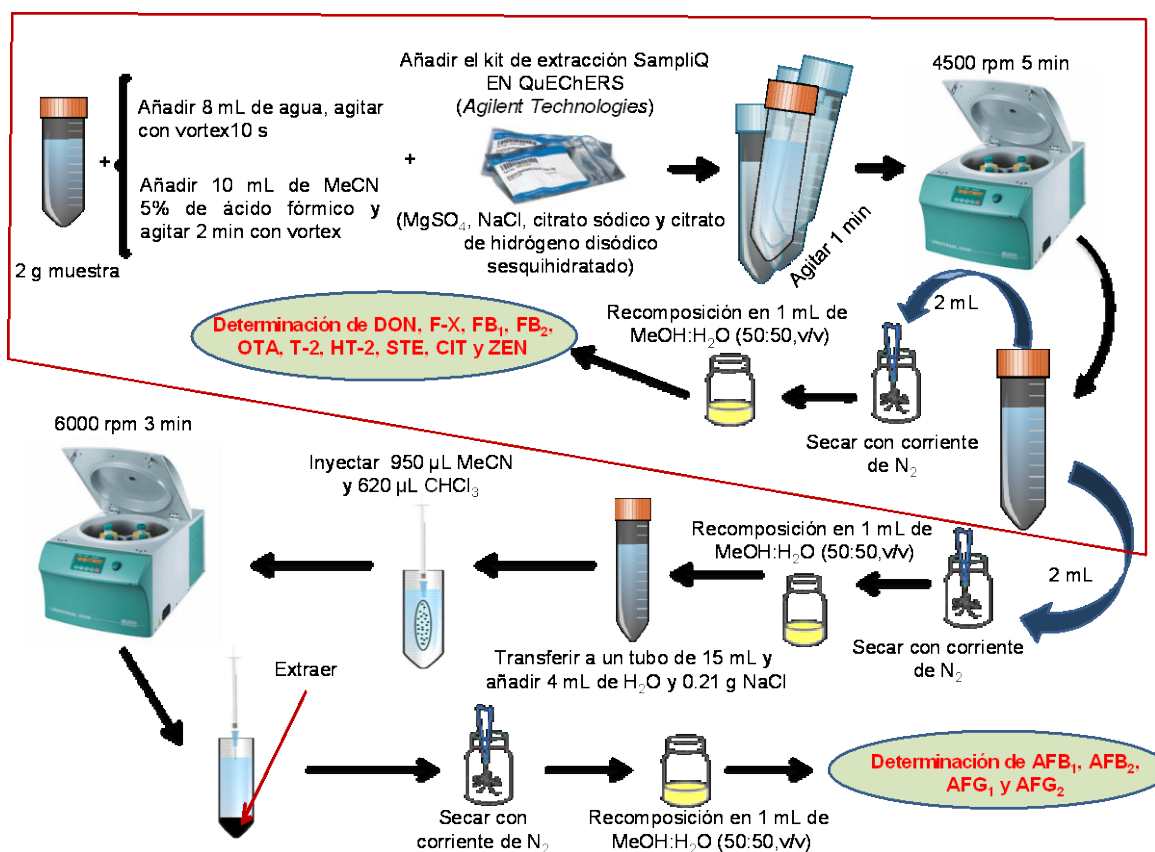 2 g muestra
+
Añadir 8 mL de agua, agitar
con vortex10 s
Añadir 10 mL de MeCN
5% de ácido fórmico y
agitar 2 min con vortex
+
Añadir el kit de extracción SampliQ
EN QuEChERS
(Agilent Technologies)
(MgSO₄, NaCl, citrato sódico y citrato
de hidrógeno disódico
sesquihidratado)
Agitar 1 min
4500 rpm 5 min
2 mL
Secar con corriente
de N₂
Recomposición en 1 mL de
MeOH:H₂O (50:50,v/v)
Determinación de DON, F-X, FB₁, FB₂,
OTA, T-2, HT-2, STE, CIT y ZEN
2 mL
Secar con corriente
de N₂
Recomposición en 1 mL de
MeOH:H₂O (50:50,v/v)
Transferir a un tubo de 15 mL y
añadir 4 mL de H₂O y 0.21 g NaCl
Inyectar 950 µL MeCN
y 620 µL CHCl₃
6000 rpm 3 min
Extraer
Secar con
corriente de N₂
Recomposición en 1 mL de
MeOH:H₂O (50:50,v/v)
Determinación de AFB₁, AFB₂,
AFG₁ y AFG₂